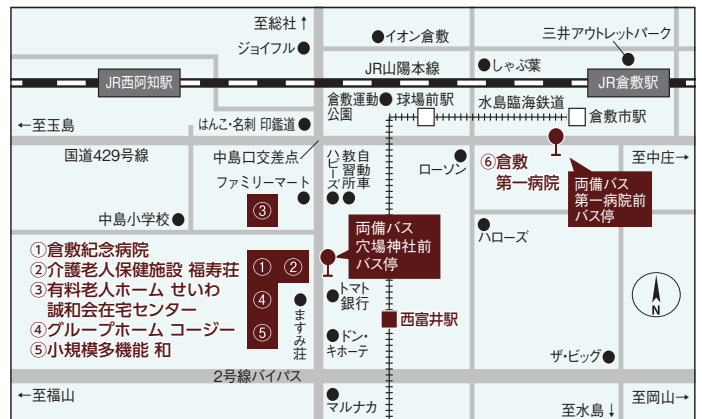 至総社↑
ジョイフル
イオン倉敷
三井アウトレットパーク
JR西阿知駅
JR山陽本線
しゃぶ葉
JR倉敷駅
倉敷運動
公園
球場前駅
水島臨海鉄道
倉敷市駅
←至玉島
はんこ・名刺 印鑑道
国道429号線
中島口交差点
ハピーズ
自動車
教習所
ローソン
⑥倉敷
第一病院
両備バス
第一病院前
バス停
至中庄→
ファミリーマート
③
中島小学校
両備バス
穴場神社前
バス停
ハローズ
①倉敷紀念病院
②介護老人保健施設 福寿荘
③有料老人ホーム せいわ
誠和会在宅センター
④グループホーム コージー
⑤小規模多機能 和
①
②
④
⑤
ますみ荘
トマト
銀行
西富井駅
ドン・
キホーテ
N
ザ・ビッグ
2号線バイパス
←至福山
マルナカ
至水島↓
至岡山→